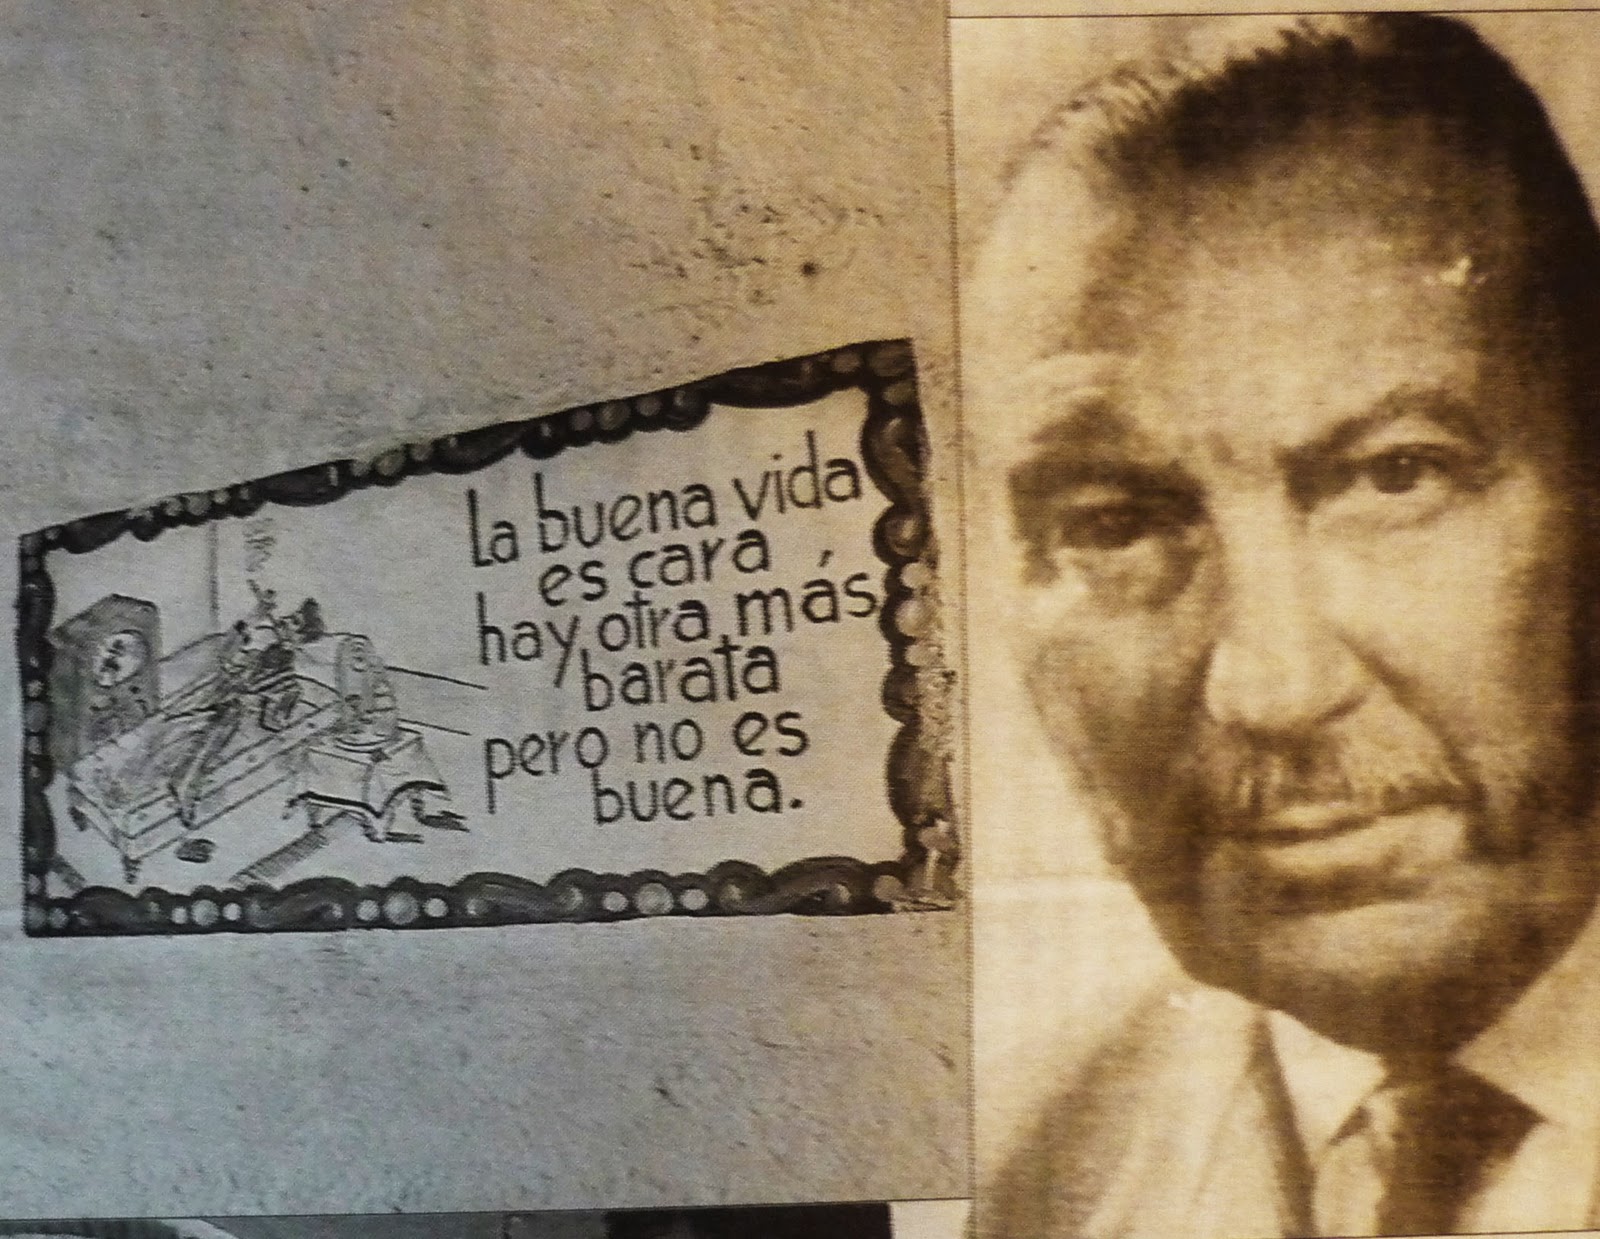 La buena vida
es cara
hay otra más
barata
pero no es
buena.